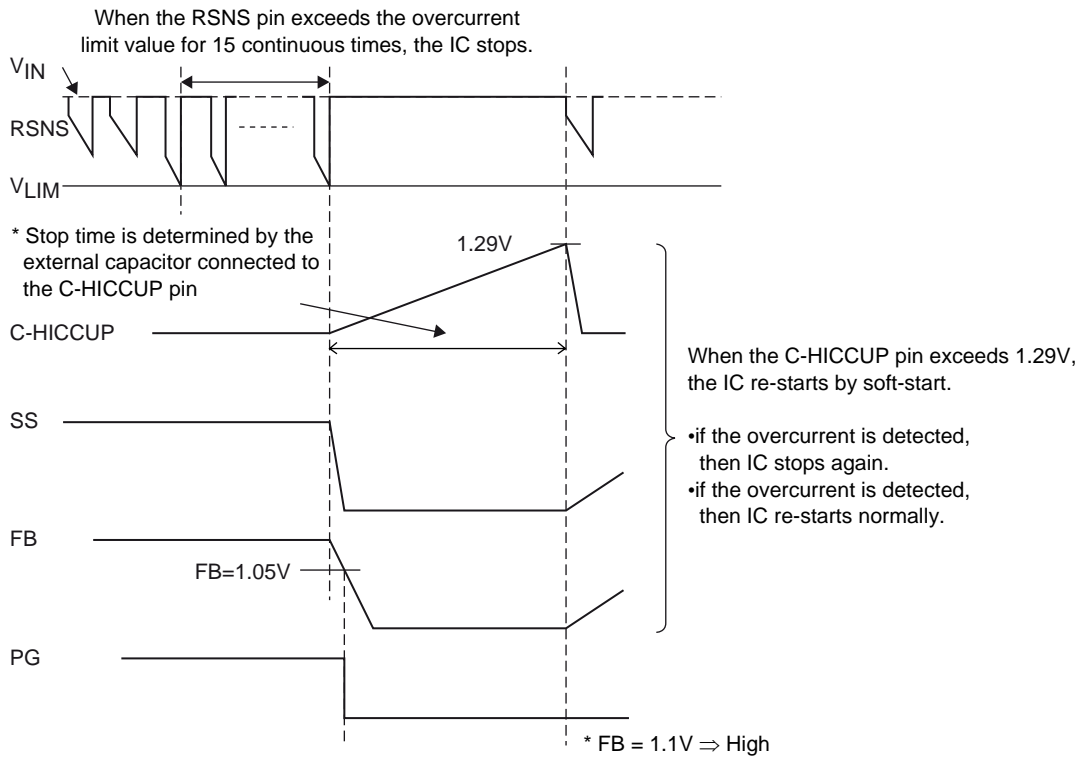 When the RSNS pin exceeds the overcurrent
limit value for 15 continuous times, the IC stops.
VIN
RSNS
VLIM
* Stop time is determined by the
external capacitor connected to
the C-HICCUP pin
1.29V
C-HICCUP
When the C-HICCUP pin exceeds 1.29V,
the IC re-starts by soft-start.
SS
•if the overcurrent is detected,
then IC stops again.
•if the overcurrent is detected,
then IC re-starts normally.
FB
FB=1.05V
PG
* FB = 1.1V ⇒ High